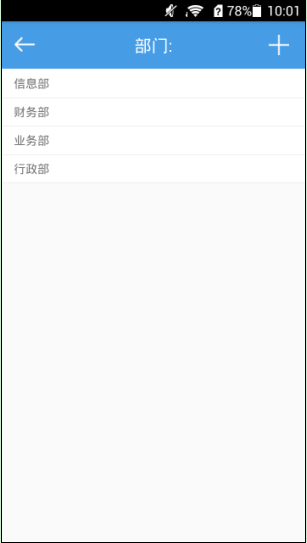 78% 10:01
部门:
信息部
财务部
业务部
行政部